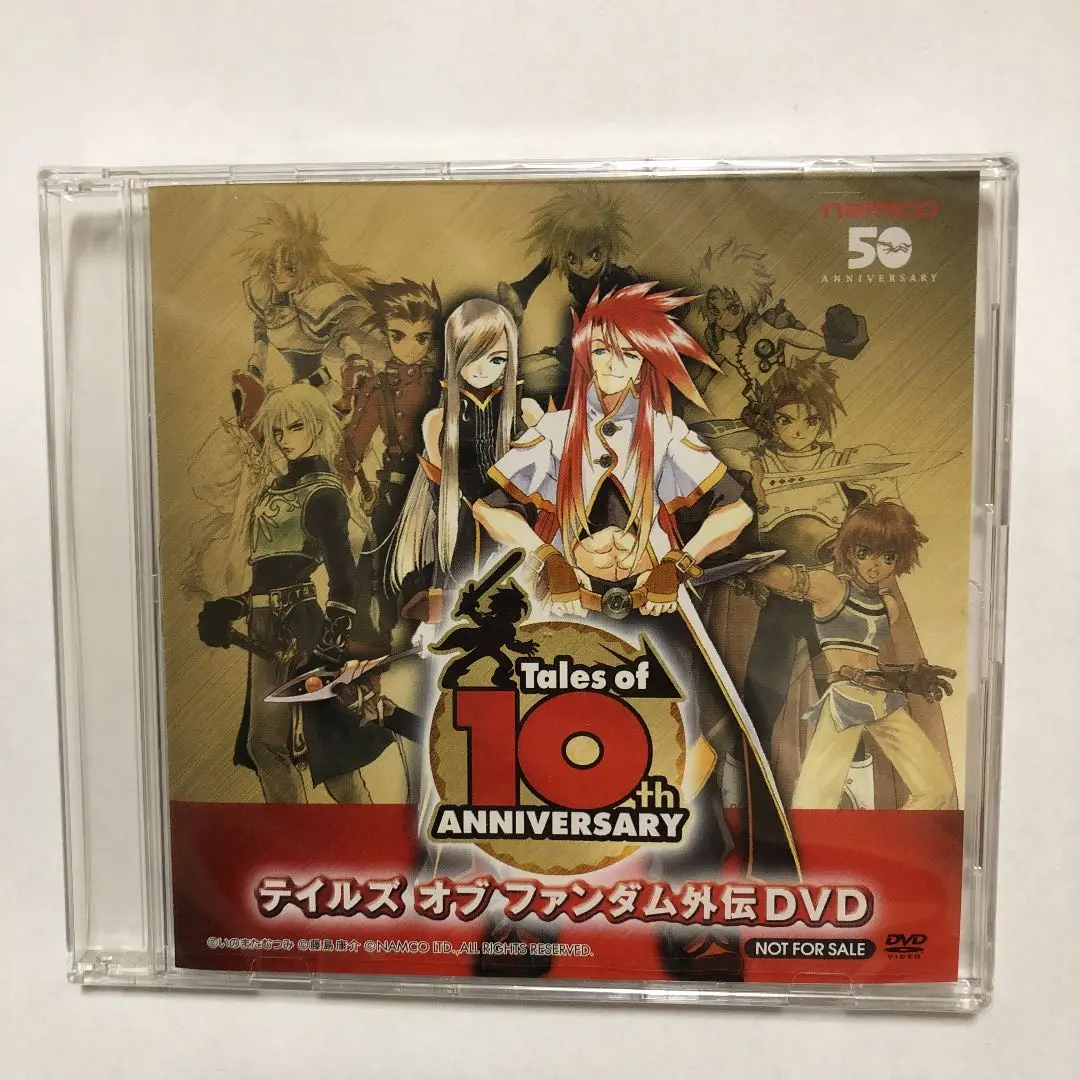 namco
50
ANNIVERSARY
Tales of
10th
ANNIVERSARY
テイルズ オブ ファンダム外伝DVD
©いのまたむつみ ©藤島康介 ©NAMCO LTD.,ALL RIGHTS RESERVED.
NOT FOR SALE
DVD
VIDEO